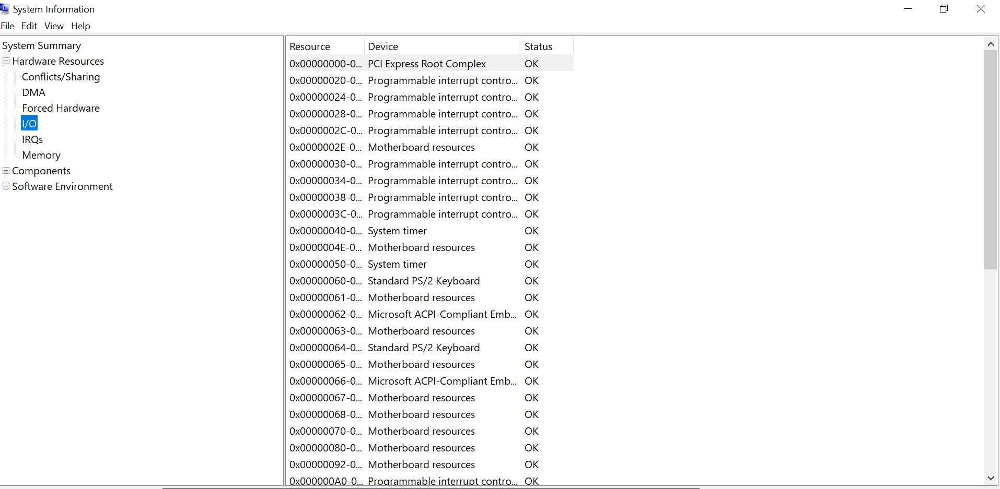 System Information
File Edit View Help
System Summary
Hardware Resources
Conflicts/Sharing
DMA
Forced Hardware
I/O
IRQs
Memory
Components
Software Environment
Resource Device Status
0x00000000-0... PCI Express Root Complex OK
0x00000020-0... Programmable interrupt contro... OK
0x00000024-0... Programmable interrupt contro... OK
0x00000028-0... Programmable interrupt contro... OK
0x0000002C-0... Programmable interrupt contro... OK
0x0000002E-0... Motherboard resources OK
0x00000030-0... Programmable interrupt contro... OK
0x00000034-0... Programmable interrupt contro... OK
0x00000038-0... Programmable interrupt contro... OK
0x0000003C-0... Programmable interrupt contro... OK
0x00000040-0... System timer OK
0x0000004E-0... Motherboard resources OK
0x00000050-0... System timer OK
0x00000060-0... Standard PS/2 Keyboard OK
0x00000061-0... Motherboard resources OK
0x00000062-0... Microsoft ACPI-Compliant Emb... OK
0x00000063-0... Motherboard resources OK
0x00000064-0... Standard PS/2 Keyboard OK
0x00000065-0... Motherboard resources OK
0x00000066-0... Microsoft ACPI-Compliant Emb... OK
0x00000067-0... Motherboard resources OK
0x00000068-0... Motherboard resources OK
0x00000070-0... Motherboard resources OK
0x00000080-0... Motherboard resources OK
0x00000092-0... Motherboard resources OK
0x000000A0-0... Programmable interrupt contro... OK